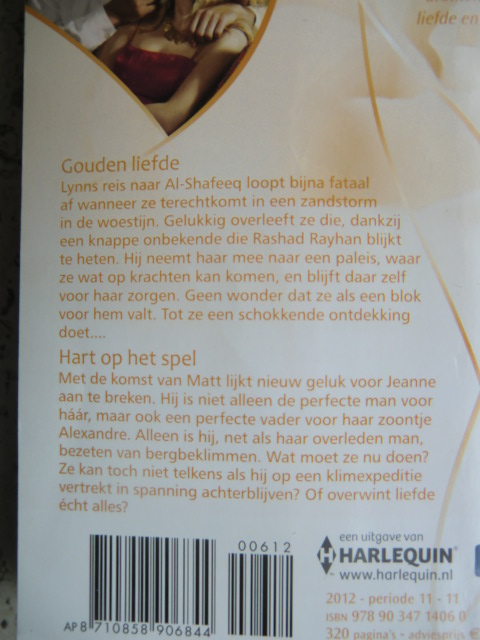 liefde en
Gouden liefde
Lynns reis naar Al-Shafeeq loopt bijna fataal
af wanneer ze terechtkomt in een zandstorm
in de woestijn. Gelukkig overleeft ze die, dankzij
een knappe onbekende die Rashad Rayhan blijkt
te heten. Hij neemt haar mee naar een paleis, waar
ze wat op krachten kan komen, en blijft daar zelf
voor haar zorgen. Geen wonder dat ze als een blok
voor hem valt. Tot ze een schokkende ontdekking
doet....
Hart op het spel
Met de komst van Matt lijkt nieuw geluk voor Jeanne
aan te breken. Hij is niet alleen de perfecte man voor
háár, maar ook een perfecte vader voor haar zoontje
Alexandre. Alleen is hij, net als haar overleden man,
bezeten van bergbeklimmen. Wat moet ze nu doen?
Ze kan toch niet telkens als hij op een klimexpeditie
vertrekt in spanning achterblijven? Of overwint liefde
écht alles?
00612
AP 8 710858 906844
een uitgave van
HARLEQUIN®
www.harlequin.nl
2012 - periode 11 - 11
ISBN 978 90 347 1406 0
320 pagina's - adviesprijs €